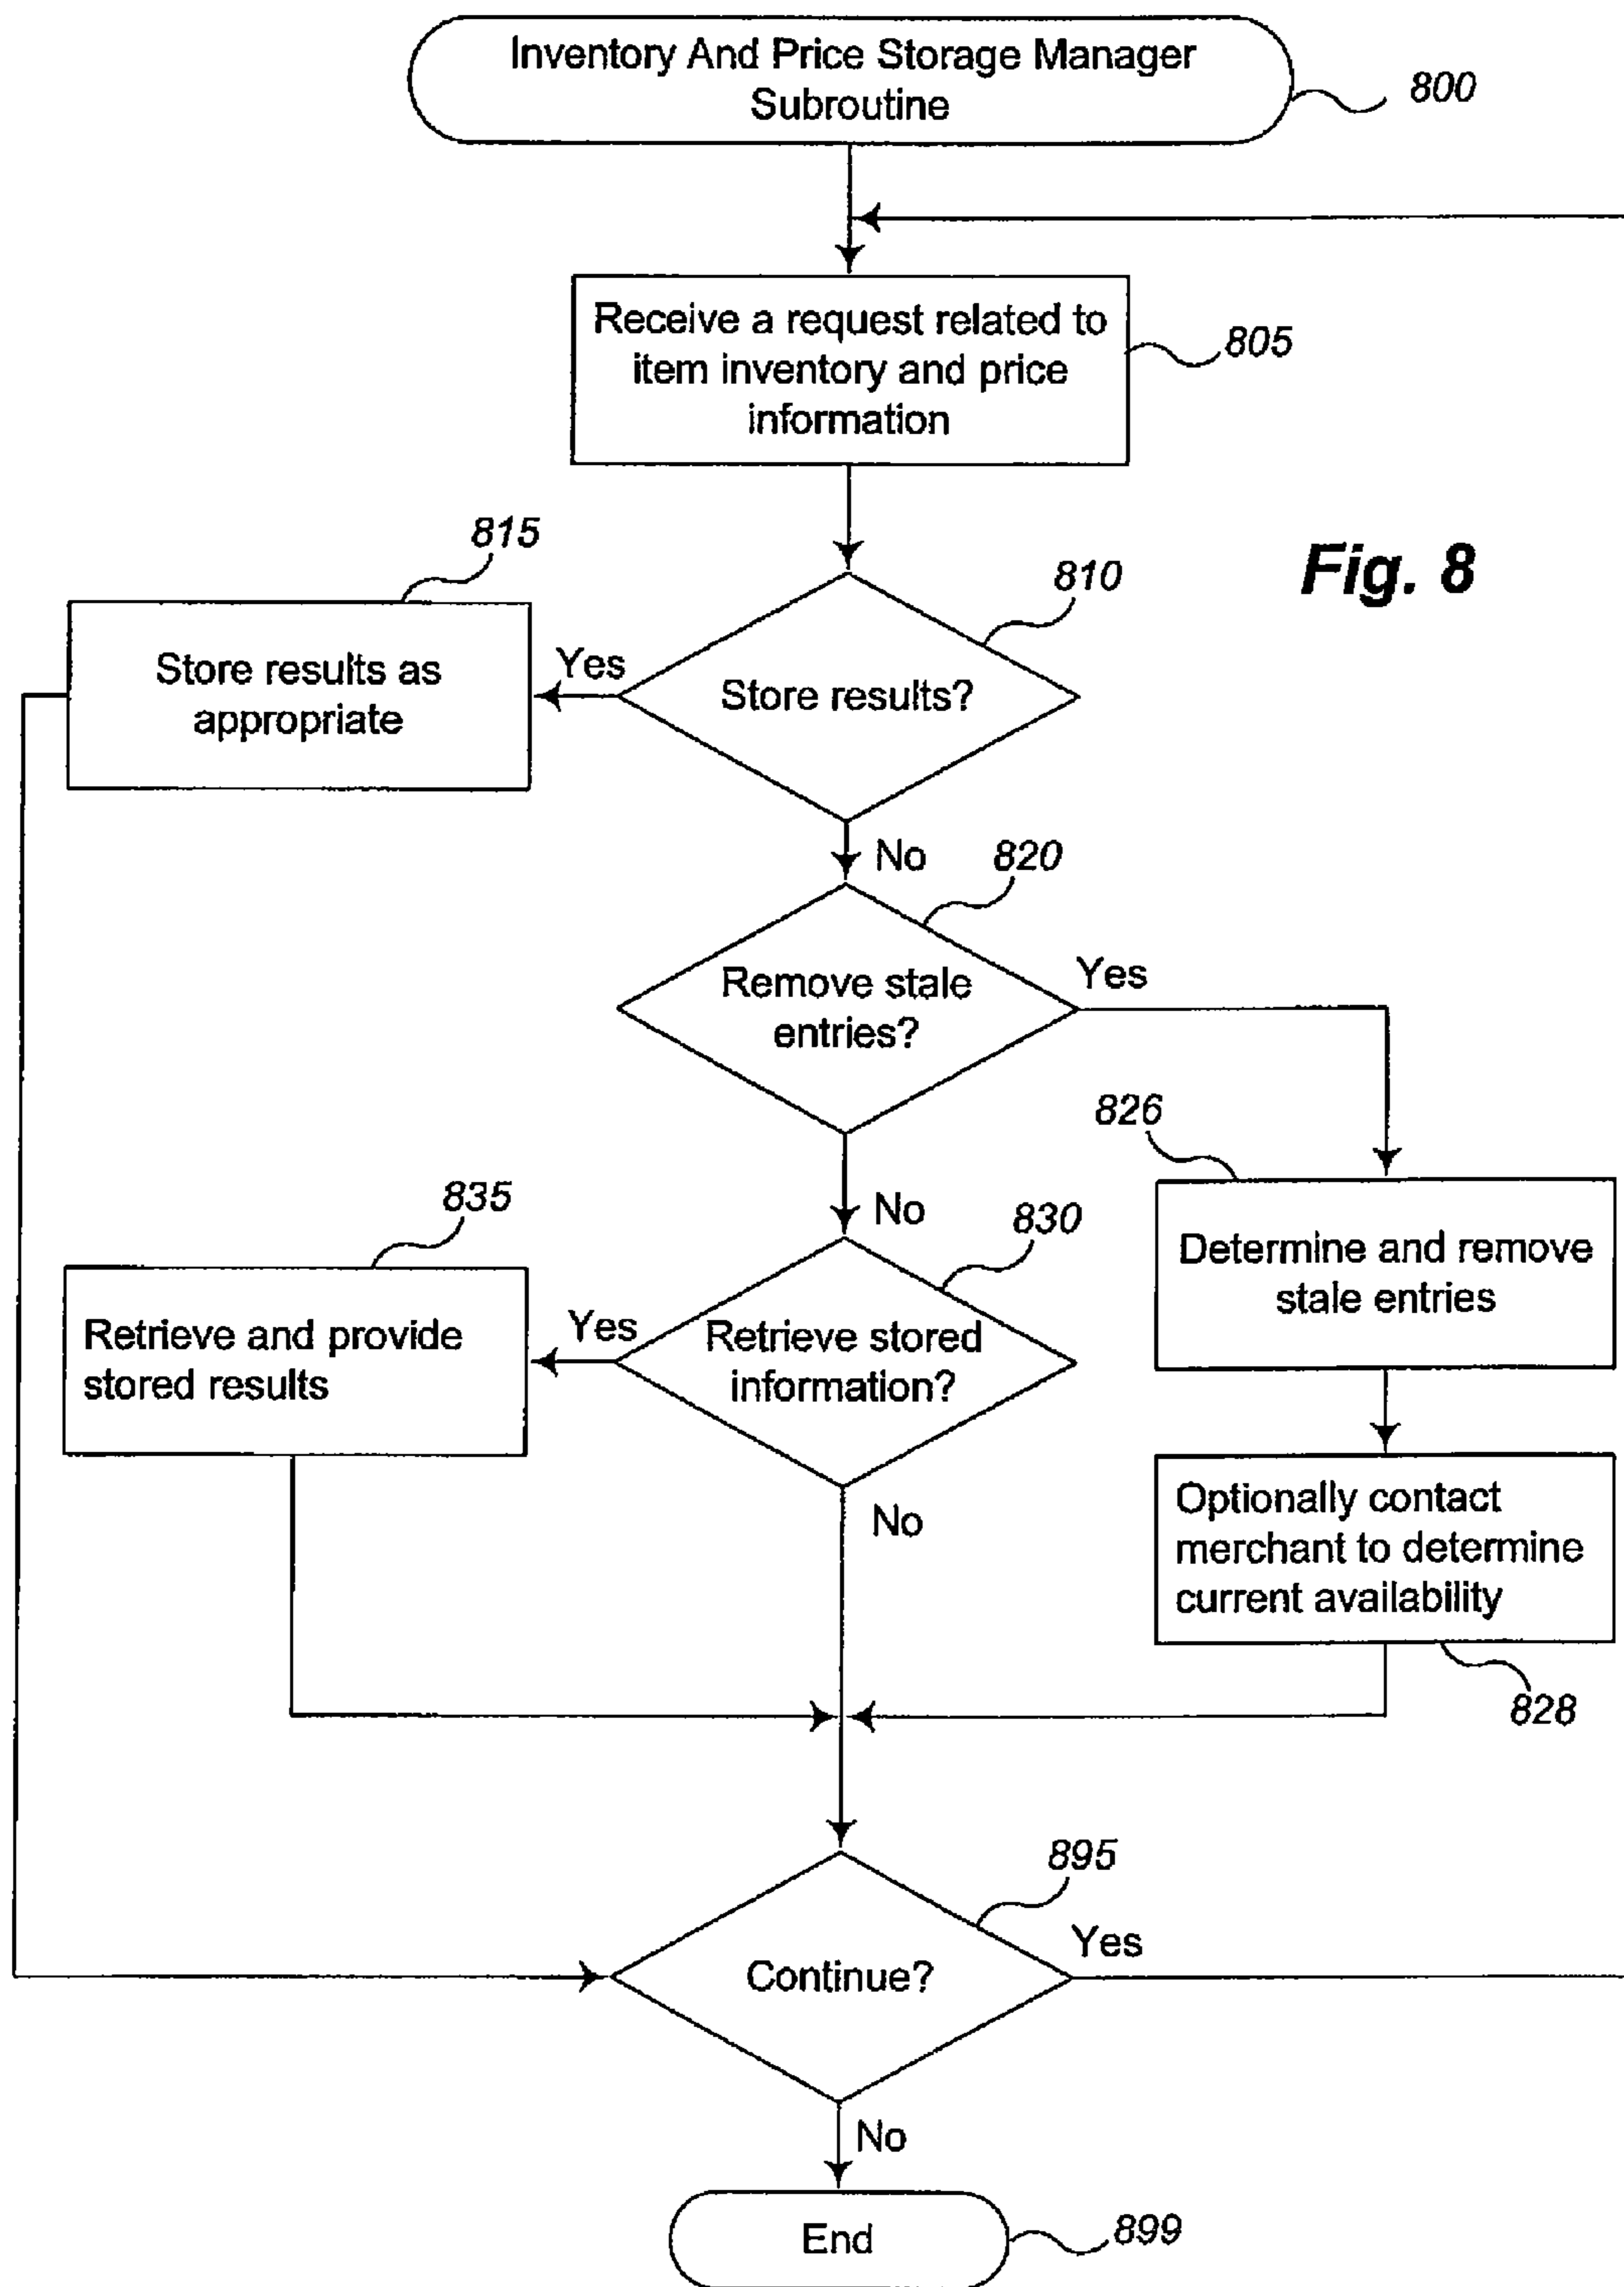 Inventory And Price Storage Manager
Subroutine
800
Receive a request related to
item inventory and price
information
805
Fig. 8
815
810
Store results as
appropriate
Yes
Store results?
No
820
Remove stale
entries?
Yes
826
835
No
830
Determine and remove
stale entries
Retrieve and provide
stored results
Yes
Retrieve stored
information?
No
Optionally contact
merchant to determine
current availability
828
895
Continue?
Yes
No
End
899